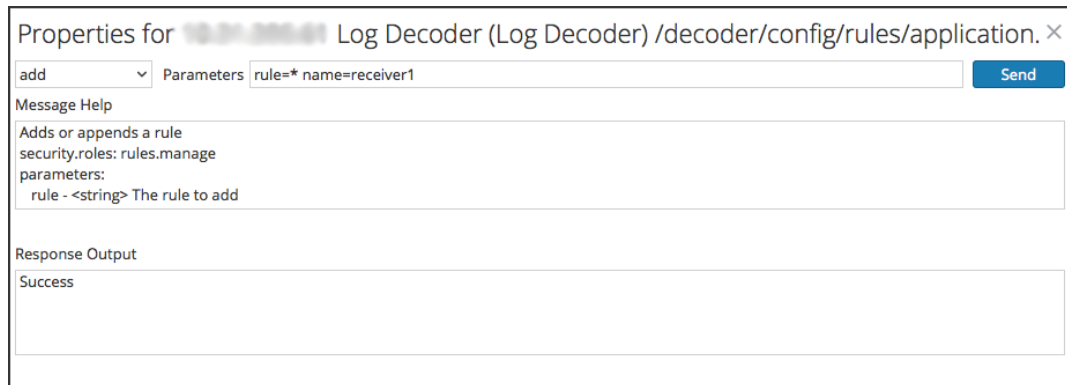 Properties for Log Decoder (Log Decoder) /decoder/config/rules/application. ×
add Parameters rule=* name=receiver1 Send
Message Help
Adds or appends a rule
security.roles: rules.manage
parameters:
rule - <string> The rule to add
Response Output
Success